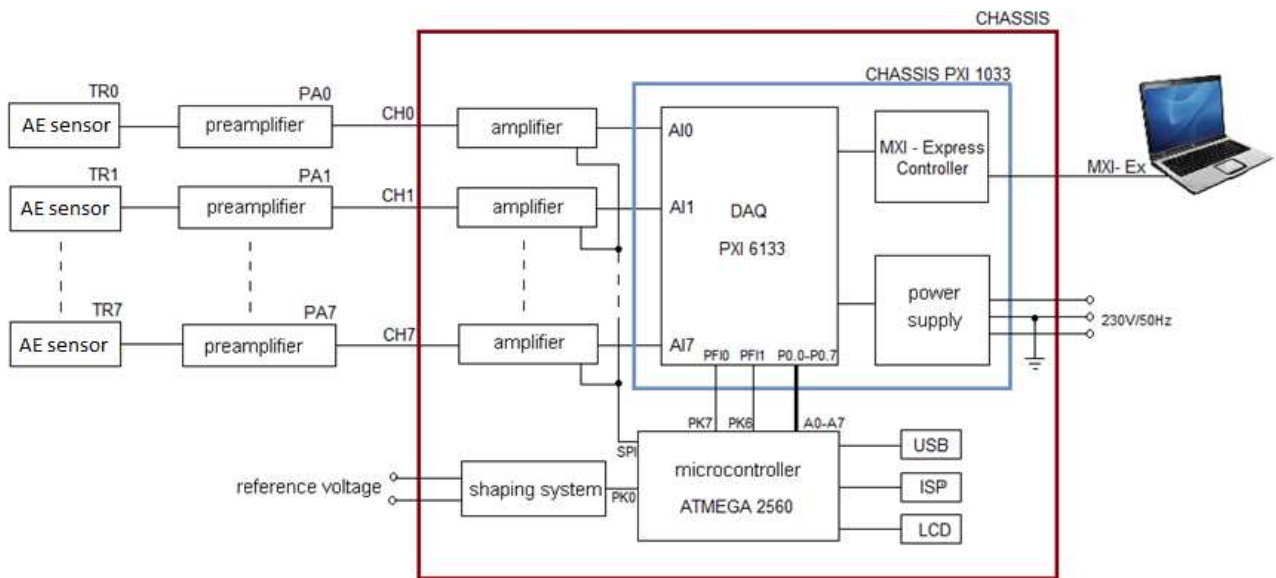 CHASSIS
CHASSIS PXI 1033
TR0
PA0
CH0
AE sensor
preamplifier
amplifier
AI0
MXI - Express
Controller
MXI- Ex
TR1
PA1
CH1
AE sensor
preamplifier
amplifier
AI1
DAQ
PXI 6133
TR7
PA7
CH7
AE sensor
preamplifier
amplifier
AI7
power
supply
230V/50Hz
PFI0
PFI1
P0.0-P0.7
PK7
PK6
A0-A7
SPI
microcontroller
ATMEGA 2560
USB
ISP
LCD
reference voltage
shaping system
PK0